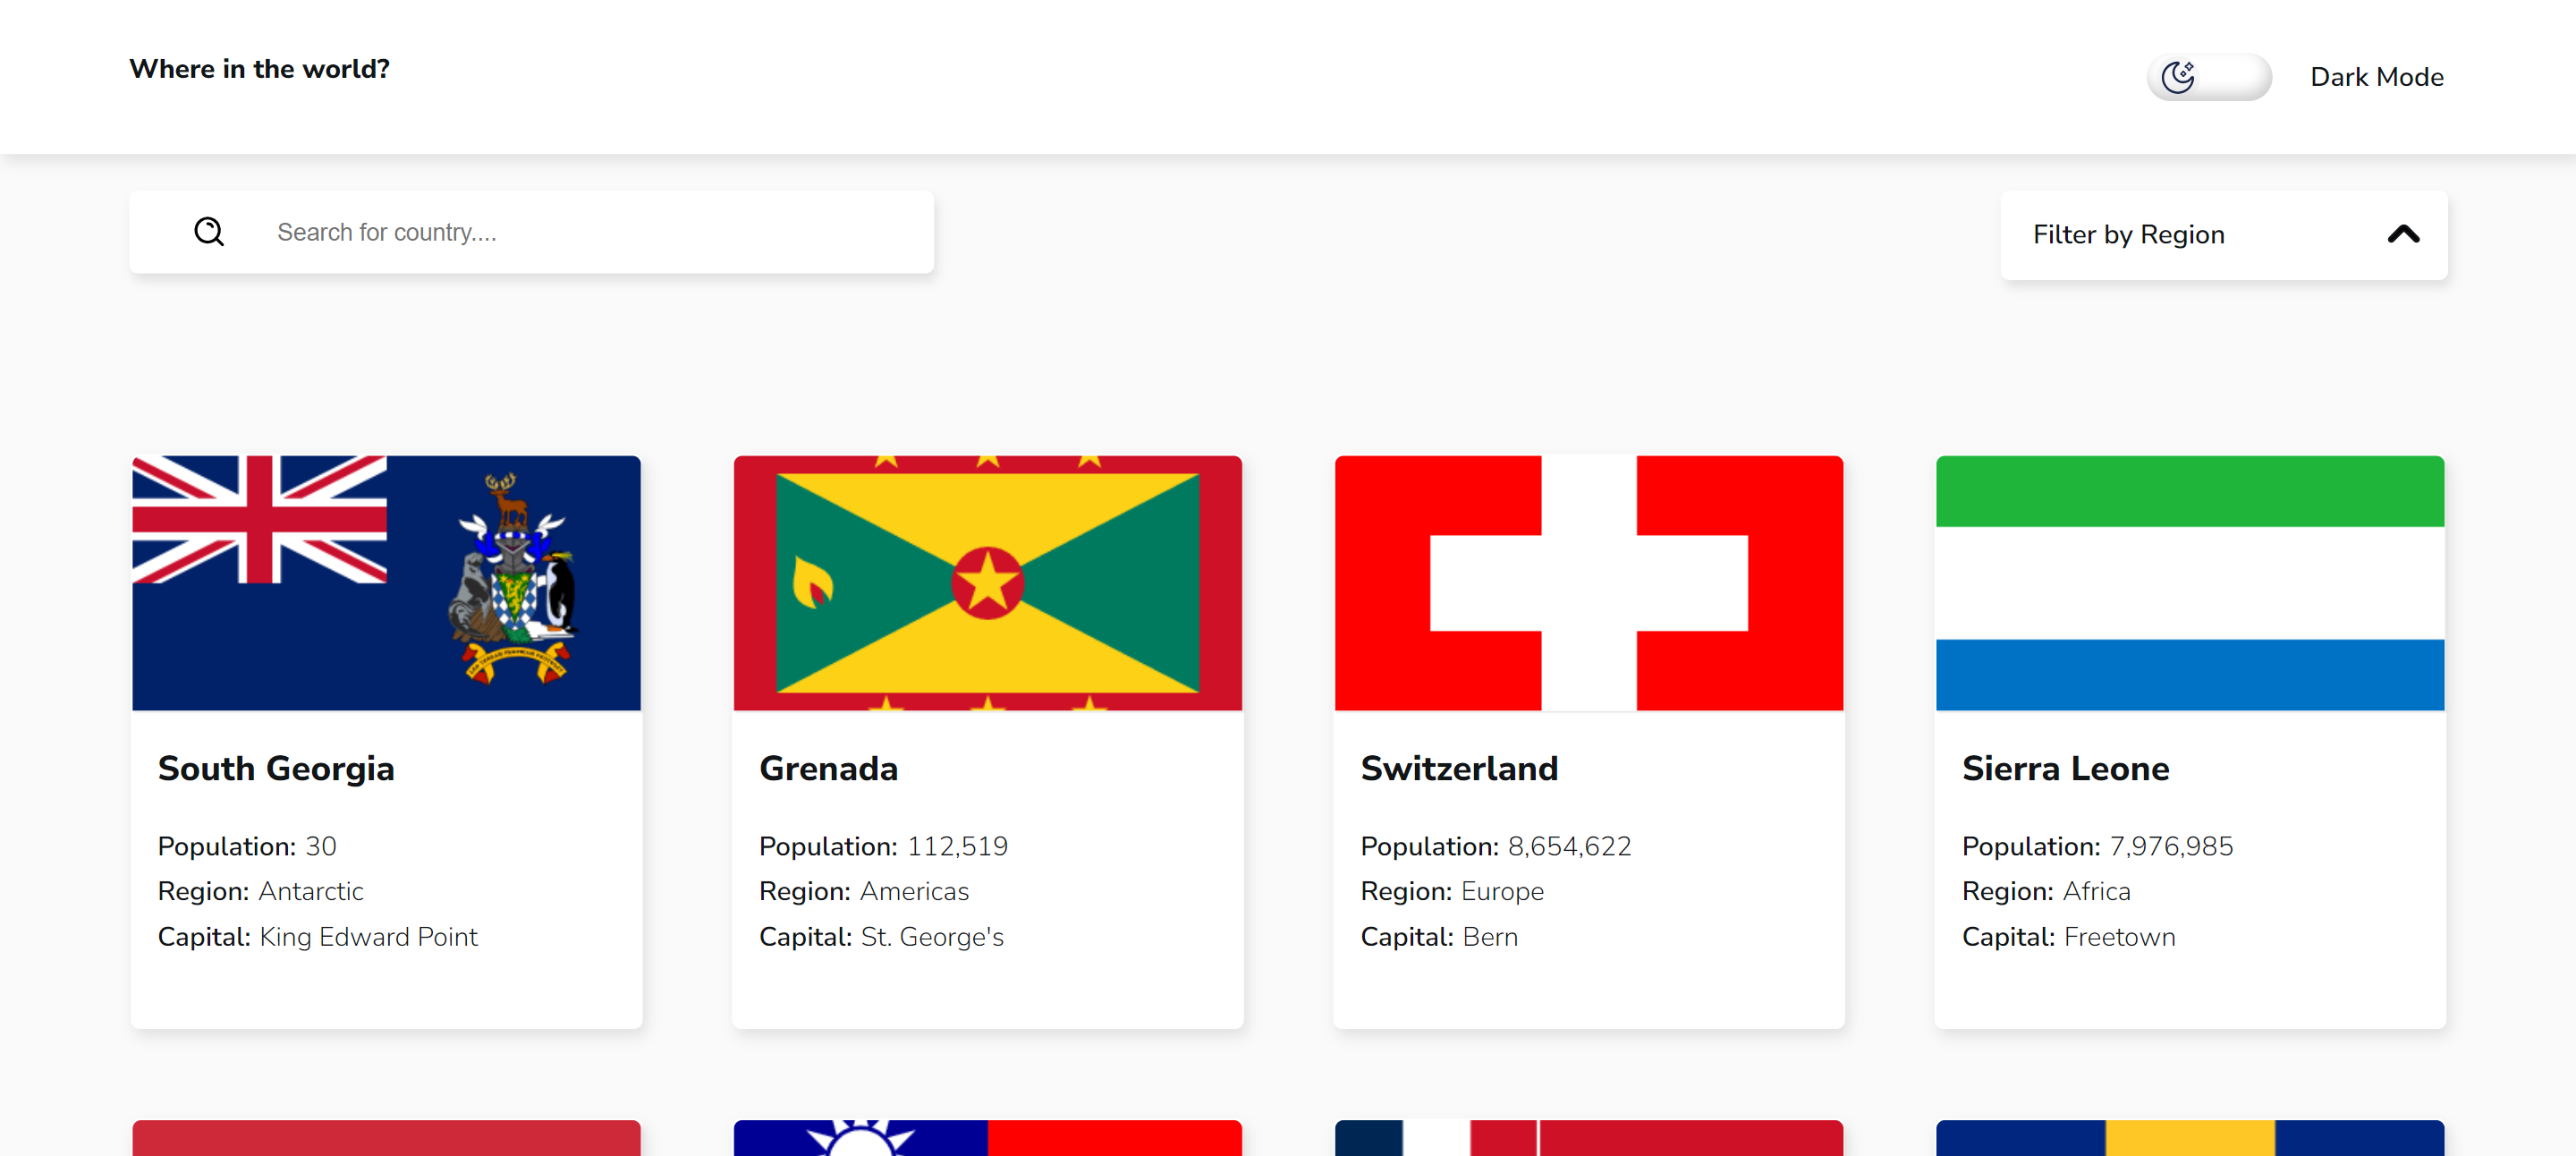 Where in the world?
Dark Mode
Search for country....
Filter by Region
South Georgia
Population: 30
Region: Antarctic
Capital: King Edward Point
Grenada
Population: 112,519
Region: Americas
Capital: St. George's
Switzerland
Population: 8,654,622
Region: Europe
Capital: Bern
Sierra Leone
Population: 7,976,985
Region: Africa
Capital: Freetown